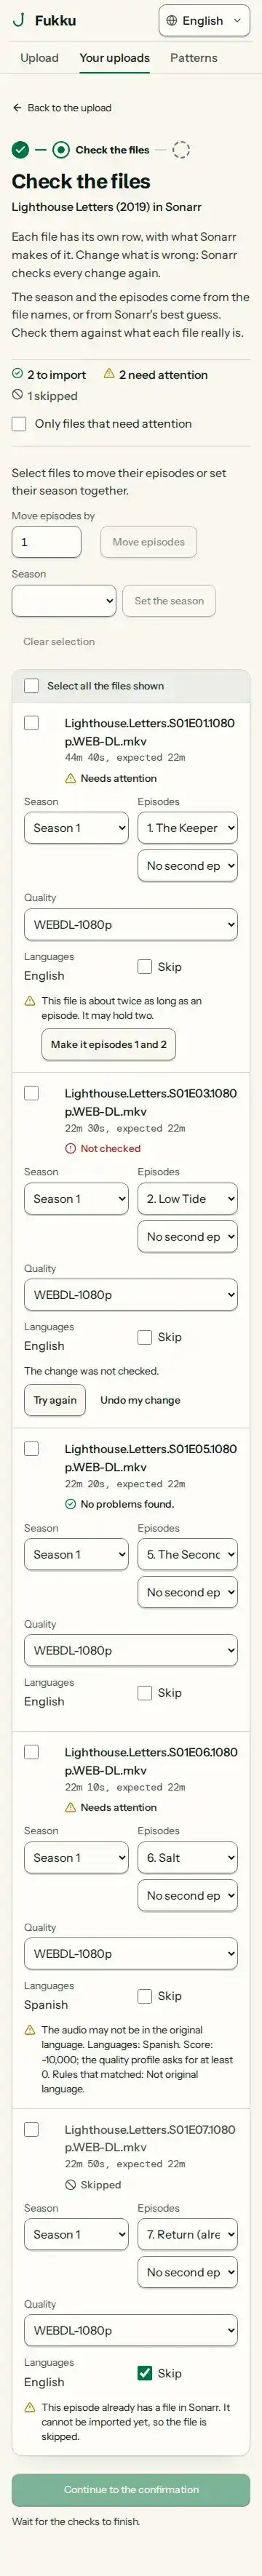 Fukku
English
Upload
Your uploads
Patterns
Back to the upload
Check the files
Check the files
Lighthouse Letters (2019) in Sonarr
Each file has its own row, with what Sonarr
makes of it. Change what is wrong: Sonarr
checks every change again.
The season and the episodes come from the
file names, or from Sonarr's best guess.
Check them against what each file really is.
2 to import
2 need attention
1 skipped
Only files that need attention
Select files to move their episodes or set
their season together.
Move episodes by
1
Move episodes
Season
Set the season
Clear selection
Select all the files shown
Lighthouse.Letters.S01E01.1080
p.WEB-DL.mkv
44m 40s, expected 22m
Needs attention
Season
Episodes
Season 1
1. The Keeper
No second ep
Quality
WEBDL-1080p
Languages
English
Skip
This file is about twice as long as an
episode. It may hold two.
Make it episodes 1 and 2
Lighthouse.Letters.S01E03.1080
p.WEB-DL.mkv
22m 30s, expected 22m
Not checked
Season
Episodes
Season 1
2. Low Tide
No second ep
Quality
WEBDL-1080p
Languages
English
Skip
The change was not checked.
Try again
Undo my change
Lighthouse.Letters.S01E05.1080
p.WEB-DL.mkv
22m 20s, expected 22m
No problems found.
Season
Episodes
Season 1
5. The Second
No second ep
Quality
WEBDL-1080p
Languages
English
Skip
Lighthouse.Letters.S01E06.1080
p.WEB-DL.mkv
22m 10s, expected 22m
Needs attention
Season
Episodes
Season 1
6. Salt
No second ep
Quality
WEBDL-1080p
Languages
Spanish
Skip
The audio may not be in the original
language. Languages: Spanish. Score:
-10,000; the quality profile asks for at least
0. Rules that matched: Not original
language.
Lighthouse.Letters.S01E07.1080
p.WEB-DL.mkv
22m 50s, expected 22m
Skipped
Season
Episodes
Season 1
7. Return (alre
No second ep
Quality
WEBDL-1080p
Languages
English
Skip
This episode already has a file in Sonarr. It
cannot be imported yet, so the file is
skipped.
Continue to the confirmation
Wait for the checks to finish.